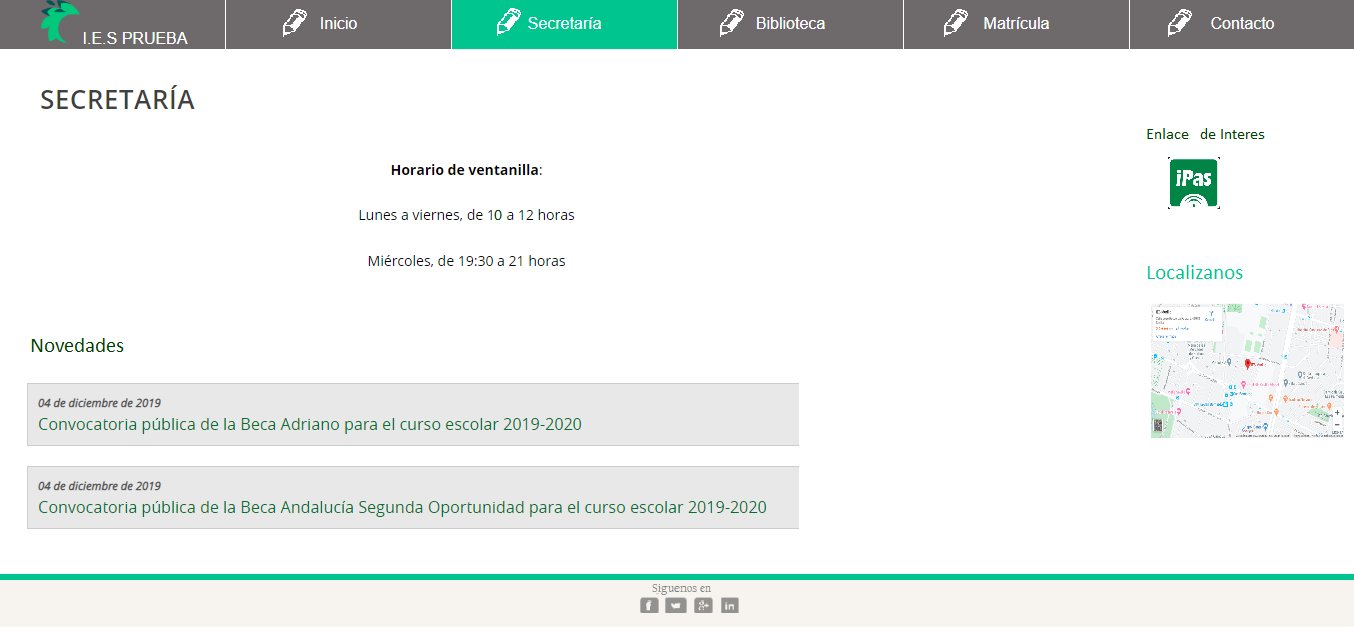 I.E.S PRUEBA
Inicio
Secretaría
Biblioteca
Matrícula
Contacto
SECRETARÍA
Enlace de Interes
iPas
Horario de ventanilla:
Lunes a viernes, de 10 a 12 horas
Miércoles, de 19:30 a 21 horas
Localizanos
Novedades
04 de diciembre de 2019
Convocatoria pública de la Beca Adriano para el curso escolar 2019-2020
04 de diciembre de 2019
Convocatoria pública de la Beca Andalucía Segunda Oportunidad para el curso escolar 2019-2020
Siguenos en